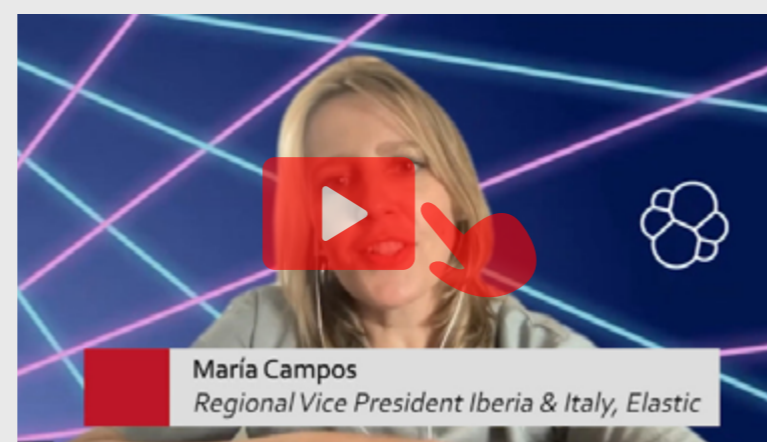 María Campos
Regional Vice President Iberia & Italy, Elastic